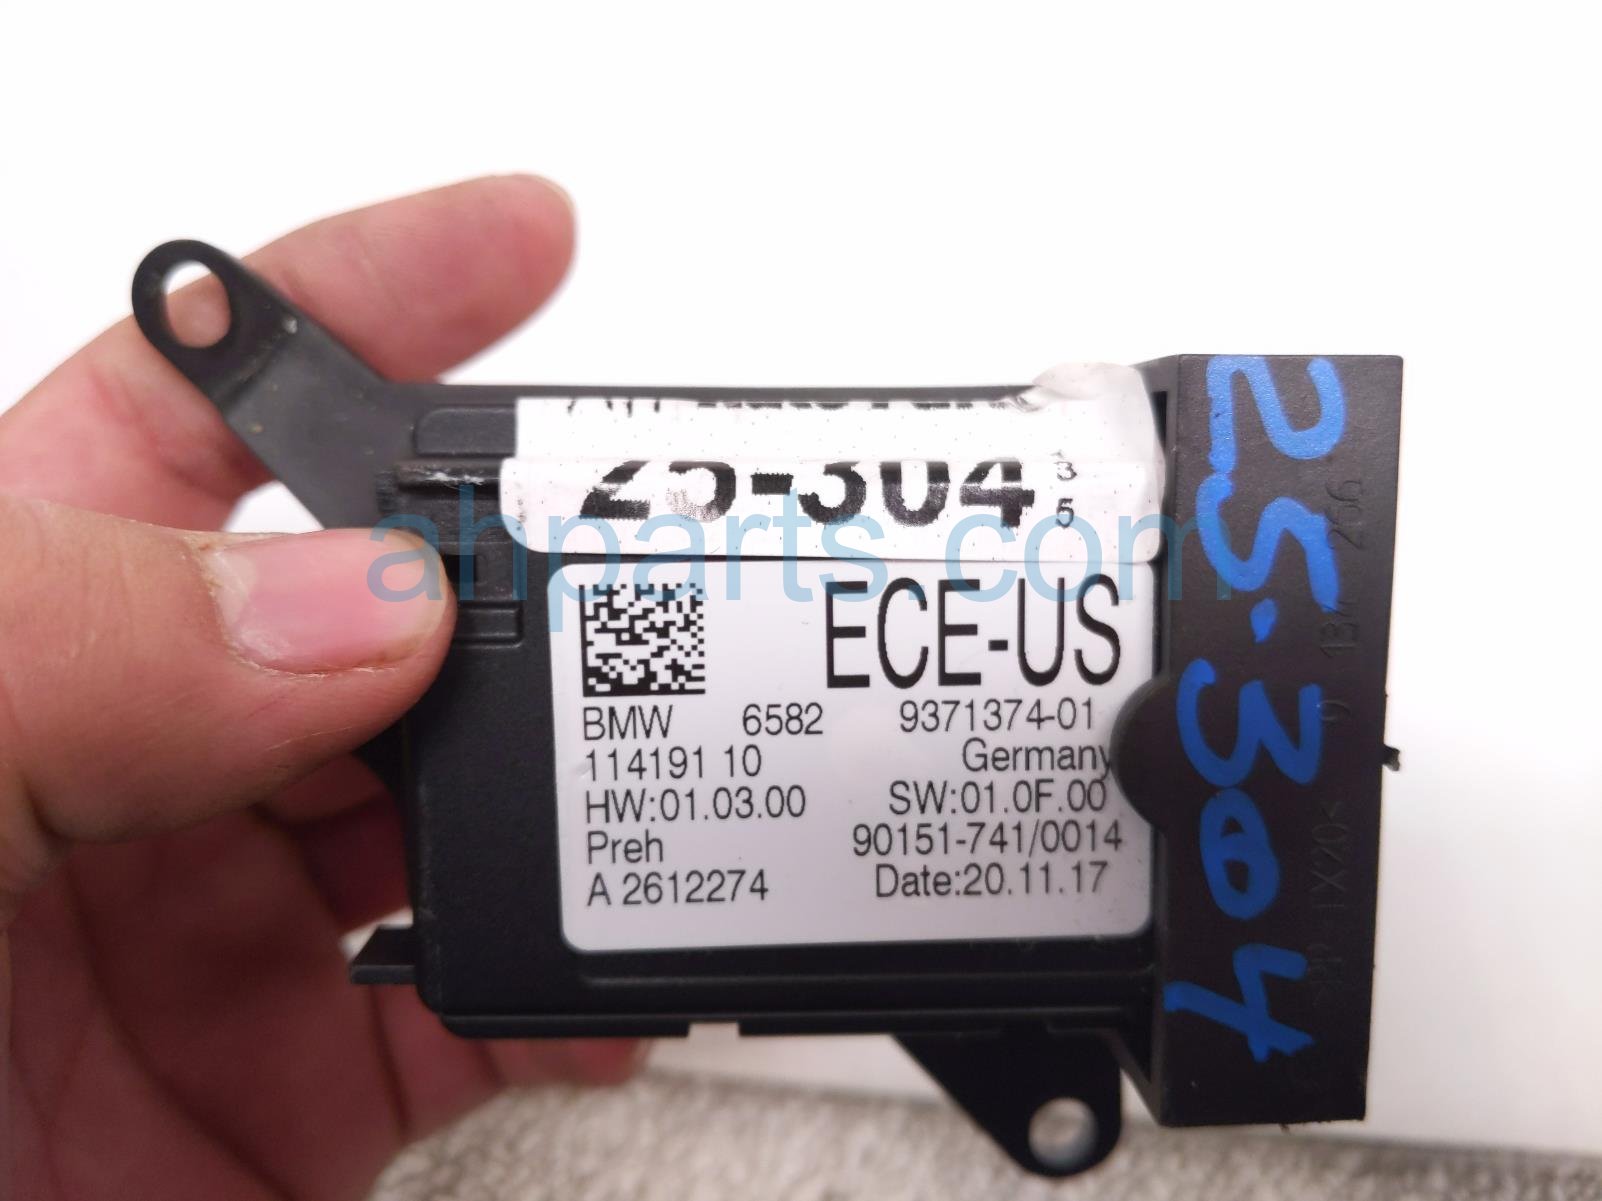 25-304
3
5
ECE-US
BMW 6582 9371374-01
114191 10 Germany
HW:01.03.00 SW:01.0F.00
Preh 90151-741/0014
A 2612274 Date:20.11.17
25.304
ahparts.com